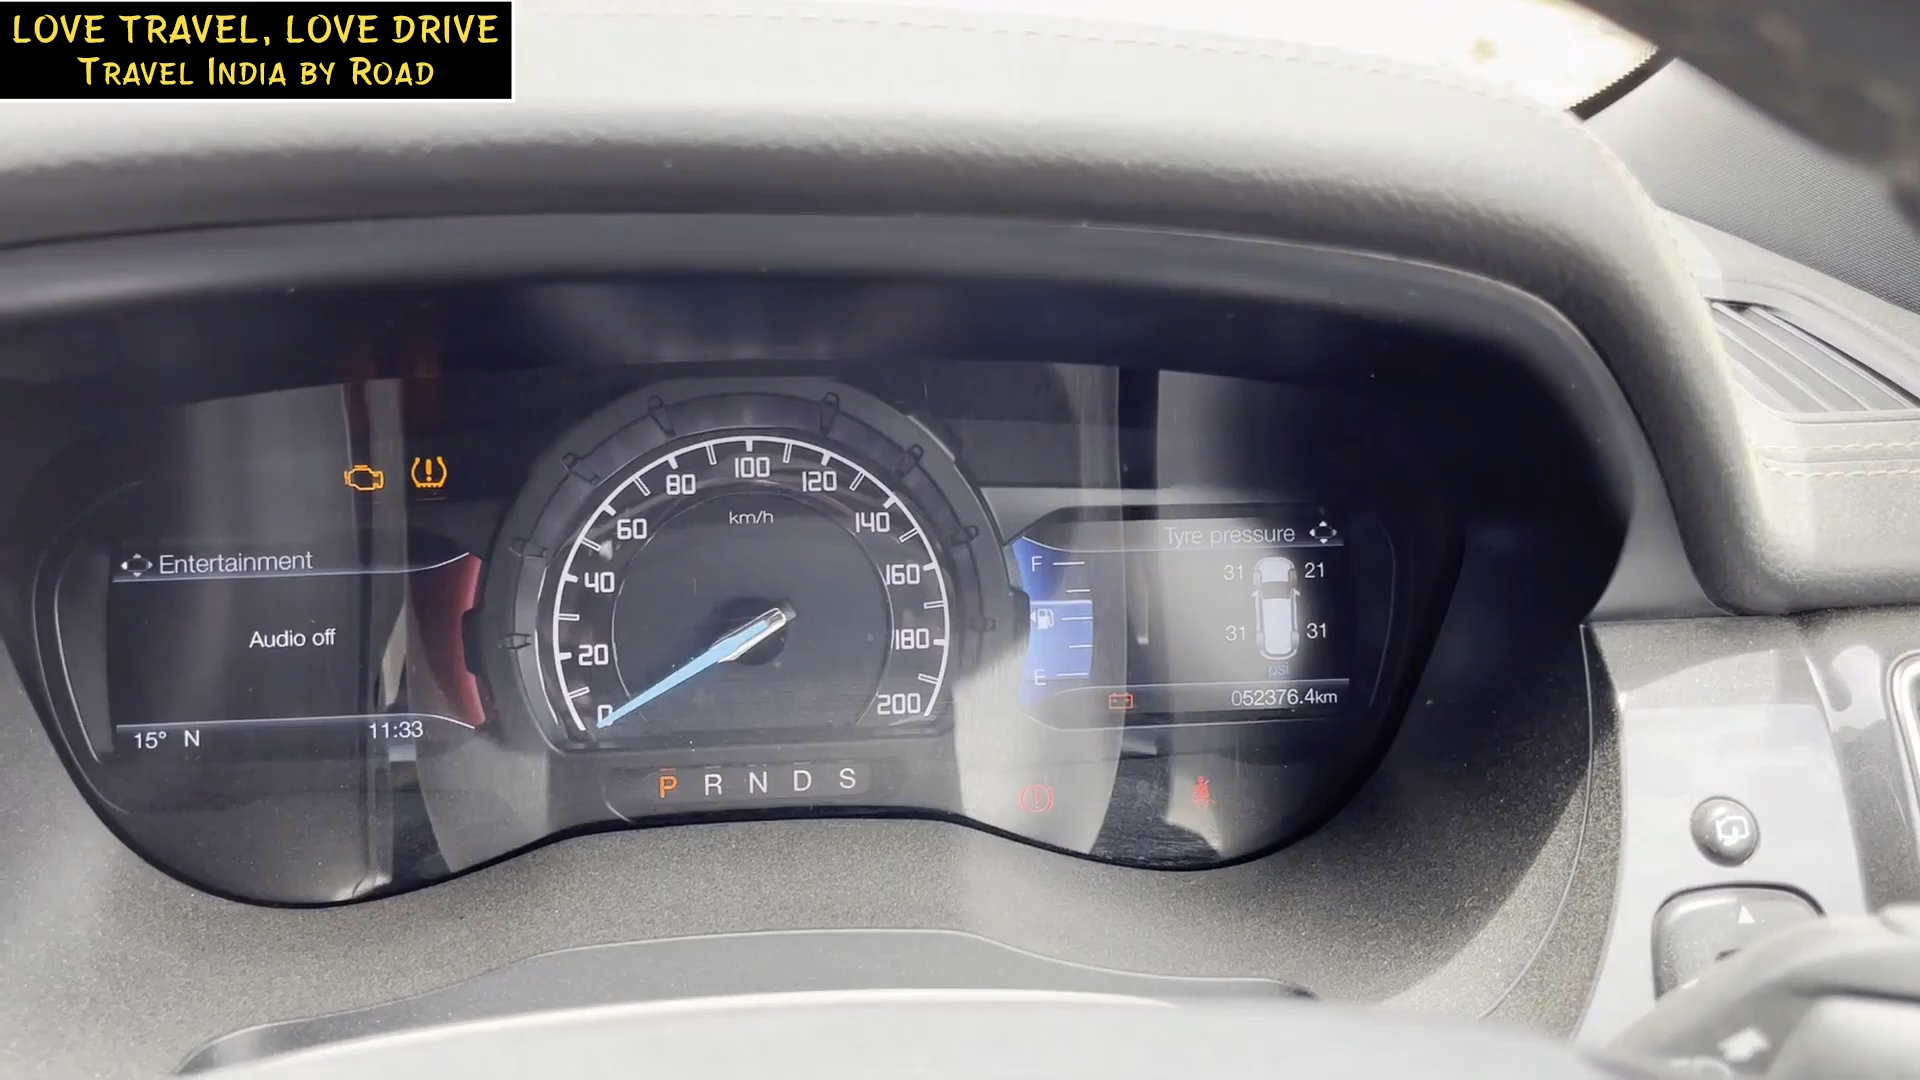 LOVE TRAVEL, LOVE DRIVE
TRAVEL INDIA BY ROAD
Entertainment
Audio off
15° N 11:33
0
20
40
60
80
100
120
140
160
180
200
km/h
P R N D S
F
E
Tyre pressure
31 21
31 31
psi
052376.4km